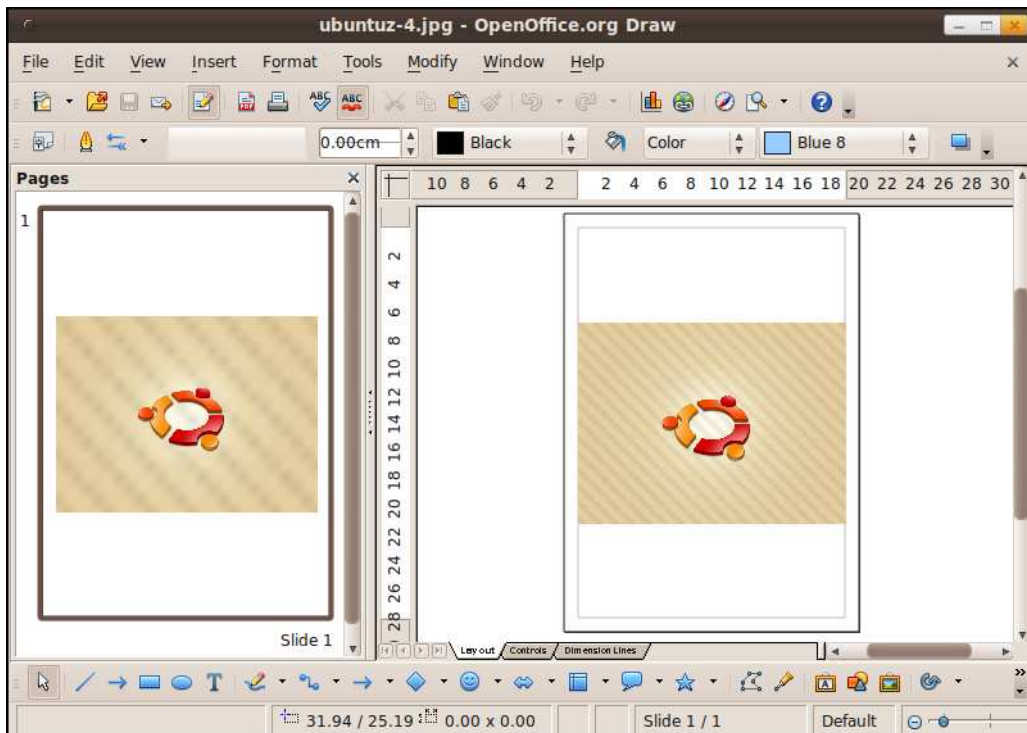 ubuntuz-4.jpg - OpenOffice.org Draw
File Edit View Insert Format Tools Modify Window Help
ABC ABC
0.00cm Black Color Blue 8
Pages
10 8 6 4 2 2 4 6 8 10 12 14 16 18 20 22 24 26 28 30
1
2
4
6
8
10
12
14
16
18
20
22
24
26
28
Slide 1
Layout Controls Dimension Lines
T A
31.94 / 25.19 0.00 x 0.00 Slide 1 / 1 Default